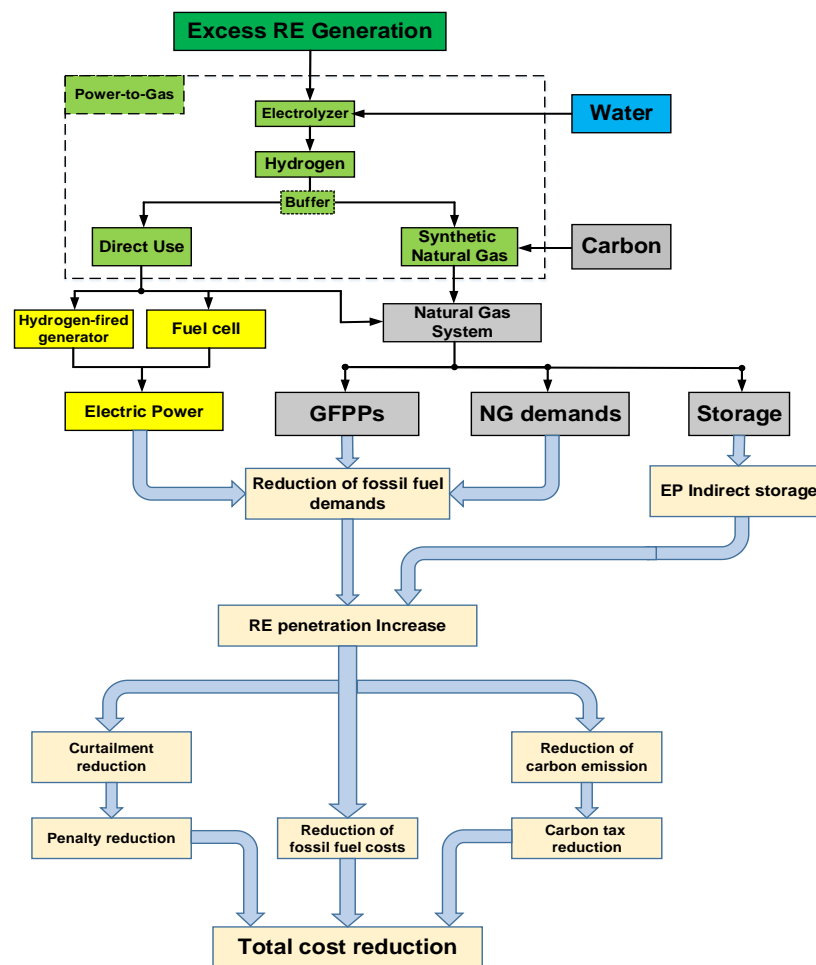 Excess RE Generation
Power-to-Gas
Electrolyzer
Water
Hydrogen
Buffer
Direct Use
Synthetic
Natural Gas
Carbon
Hydrogen-fired
generator
Fuel cell
Natural Gas
System
Electric Power
GFPPs
NG demands
Storage
Reduction of fossil fuel
demands
EP Indirect storage
RE penetration Increase
Curtailment
reduction
Reduction of
carbon emission
Penalty reduction
Reduction of
fossil fuel costs
Carbon tax
reduction
Total cost reduction